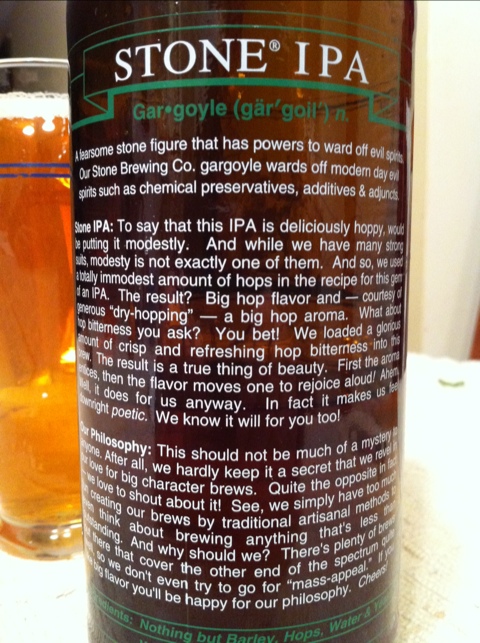 STONE® IPA
Gar•goyle (gär'goil') n.
A fearsome stone figure that has powers to ward off evil spirits.
Our Stone Brewing Co. gargoyle wards off modern day evil
spirits such as chemical preservatives, additives & adjuncts.
Stone IPA: To say that this IPA is deliciously hoppy, would
be putting it modestly. And while we have many strong
suits, modesty is not exactly one of them. And so, we used
a totally immodest amount of hops in the recipe for this gem
of an IPA. The result? Big hop flavor and — courtesy of
generous "dry-hopping" — a big hop aroma. What about
hop bitterness you ask? You bet! We loaded a glorious
amount of crisp and refreshing hop bitterness into this
brew. The result is a true thing of beauty. First the aroma
entices, then the flavor moves one to rejoice aloud! Ahem,
Well, it does for us anyway. In fact it makes us feel
downright poetic. We know it will for you too!
Our Philosophy: This should not be much of a mystery to
anyone. After all, we hardly keep it a secret that we revel in
our love for big character brews. Quite the opposite in fact,
we love to shout about it! See, we simply have too much
creating our brews by traditional artisanal methods to
even think about brewing anything that's less than
outstanding. And why should we? There's plenty of brews
out there that cover the other end of the spectrum quite
so we don't even try to go for "mass-appeal." If you
big flavor you'll be happy for our philosophy. Cheers!
Ingredients: Nothing but Barley, Hops, Water &